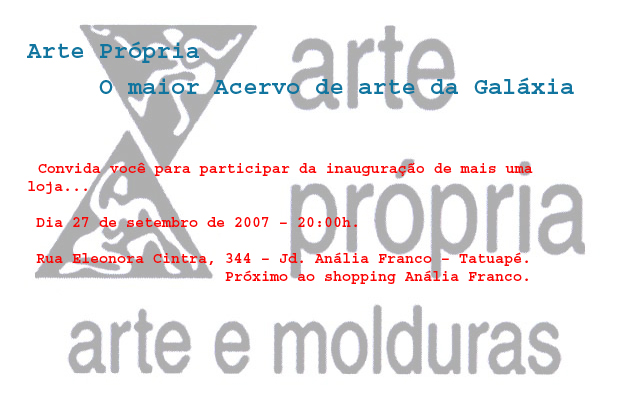 Arte Própria
O maior Acervo de arte da Galáxia
arte
própria
arte e molduras
Convida você para participar da inauguração de mais uma
loja...
Dia 27 de setembro de 2007 - 20:00h.
Rua Eleonora Cintra, 344 - Jd. Anália Franco - Tatuapé.
Próximo ao shopping Anália Franco.